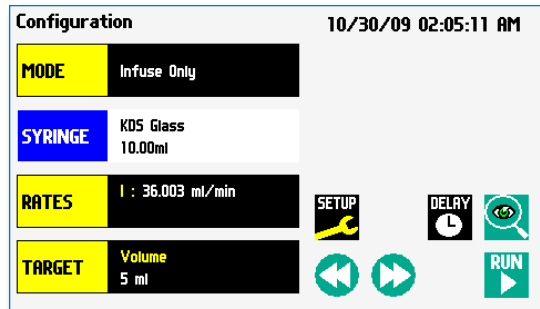 Configuration 10/30/09 02:05:11 AM
MODE Infuse Only
SYRINGE KDS Glass
10.00ml
RATES I : 36.003 ml/min
SETUP DELAY
TARGET Volume
5 ml
RUN